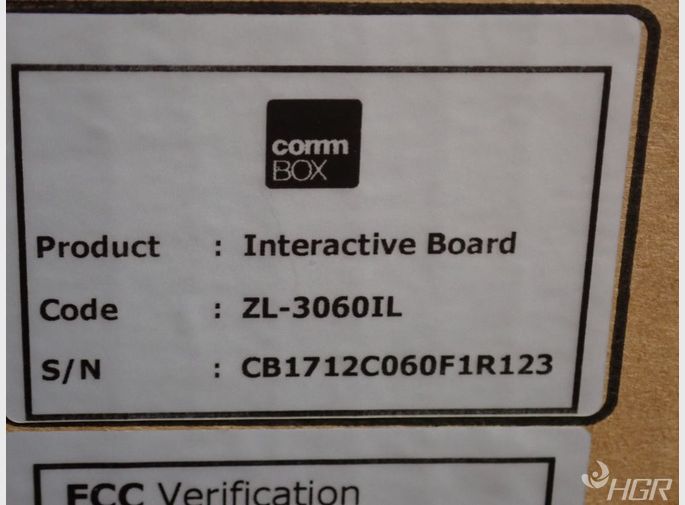 comm
BOX
Product : Interactive Board
Code : ZL-3060IL
S/N : CB1712C060F1R123
FCC Verification
HGR